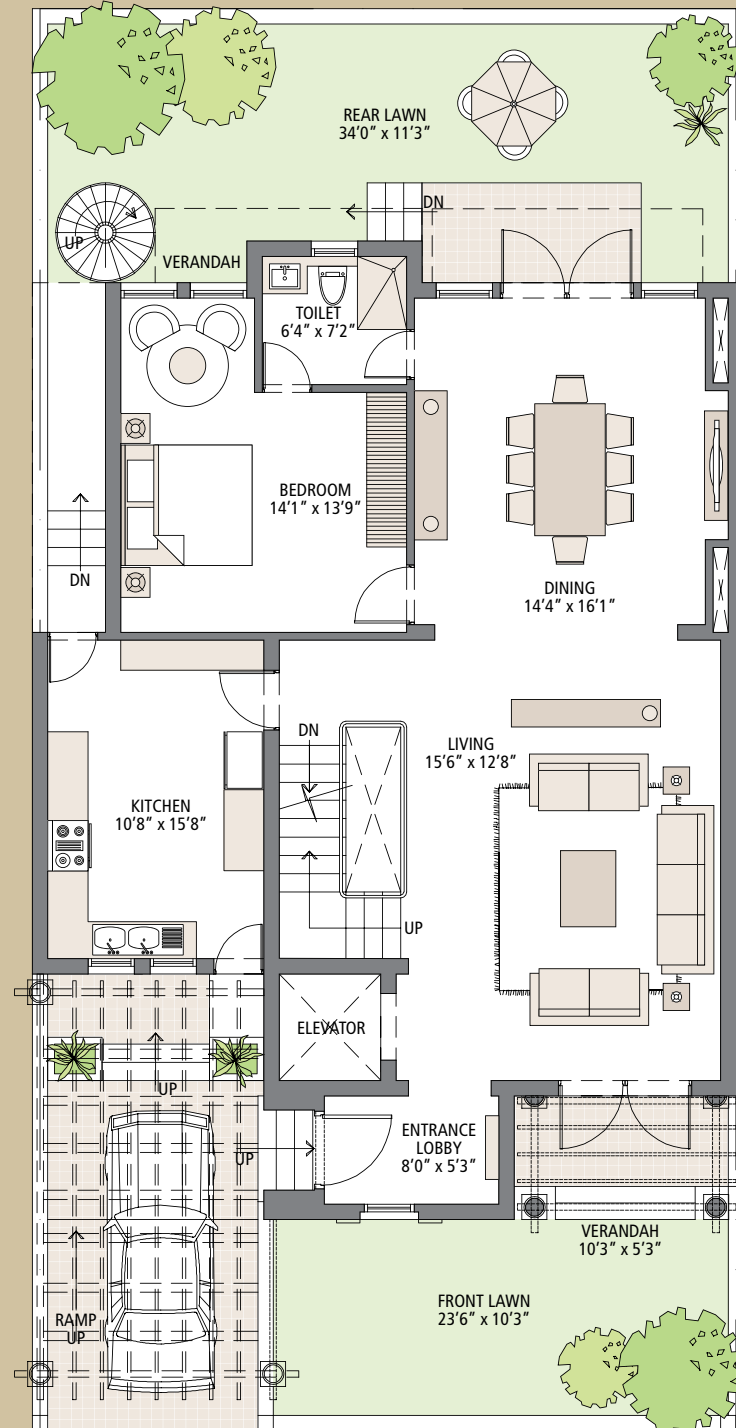 REAR LAWN
34'0" x 11'3"
DN
UP
VERANDAH
TOILET
6'4" x 7'2"
BEDROOM
14'1" x 13'9"
DN
DINING
14'4" x 16'1"
DN
LIVING
15'6" x 12'8"
KITCHEN
10'8" x 15'8"
UP
ELEVATOR
UP
ENTRANCE
LOBBY
8'0" x 5'3"
UP
VERANDAH
10'3" x 5'3"
FRONT LAWN
23'6" x 10'3"
RAMP
UP